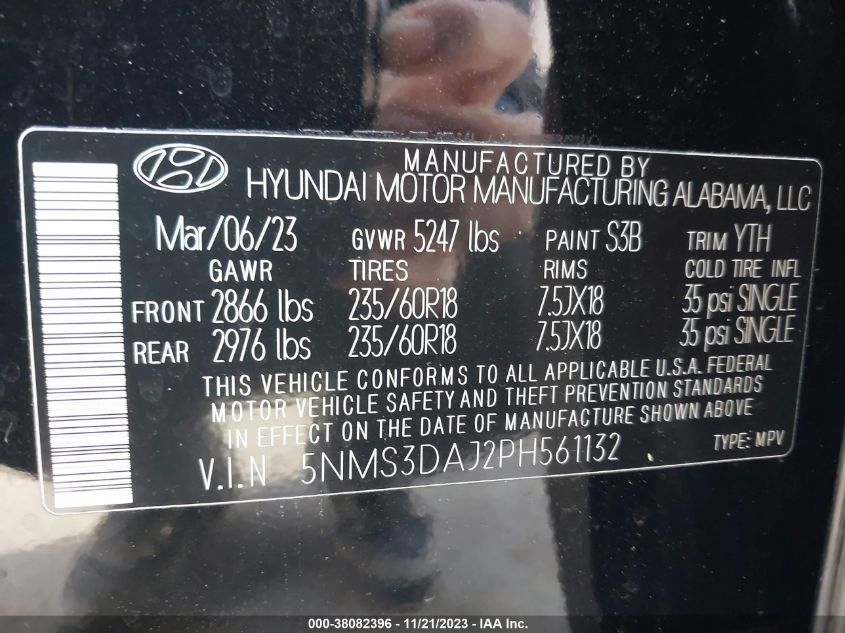 MANUFACTURED BY
HYUNDAI MOTOR MANUFACTURING ALABAMA, LLC
Mar/06/23 GVWR 5247 lbs PAINT S3B TRIM YTH
GAWR TIRES RIMS COLD TIRE INFL
FRONT 2866 lbs 235/60R18 7.5JX18 35 psi SINGLE
REAR 2976 lbs 235/60R18 7.5JX18 35 psi SINGLE
THIS VEHICLE CONFORMS TO ALL APPLICABLE U.S.A. FEDERAL
MOTOR VEHICLE SAFETY AND THEFT PREVENTION STANDARDS
IN EFFECT ON THE DATE OF MANUFACTURE SHOWN ABOVE
V.I.N 5NMS3DAJ2PH561132 TYPE: MPV
000-38082396 - 11/21/2023 - IAA Inc.